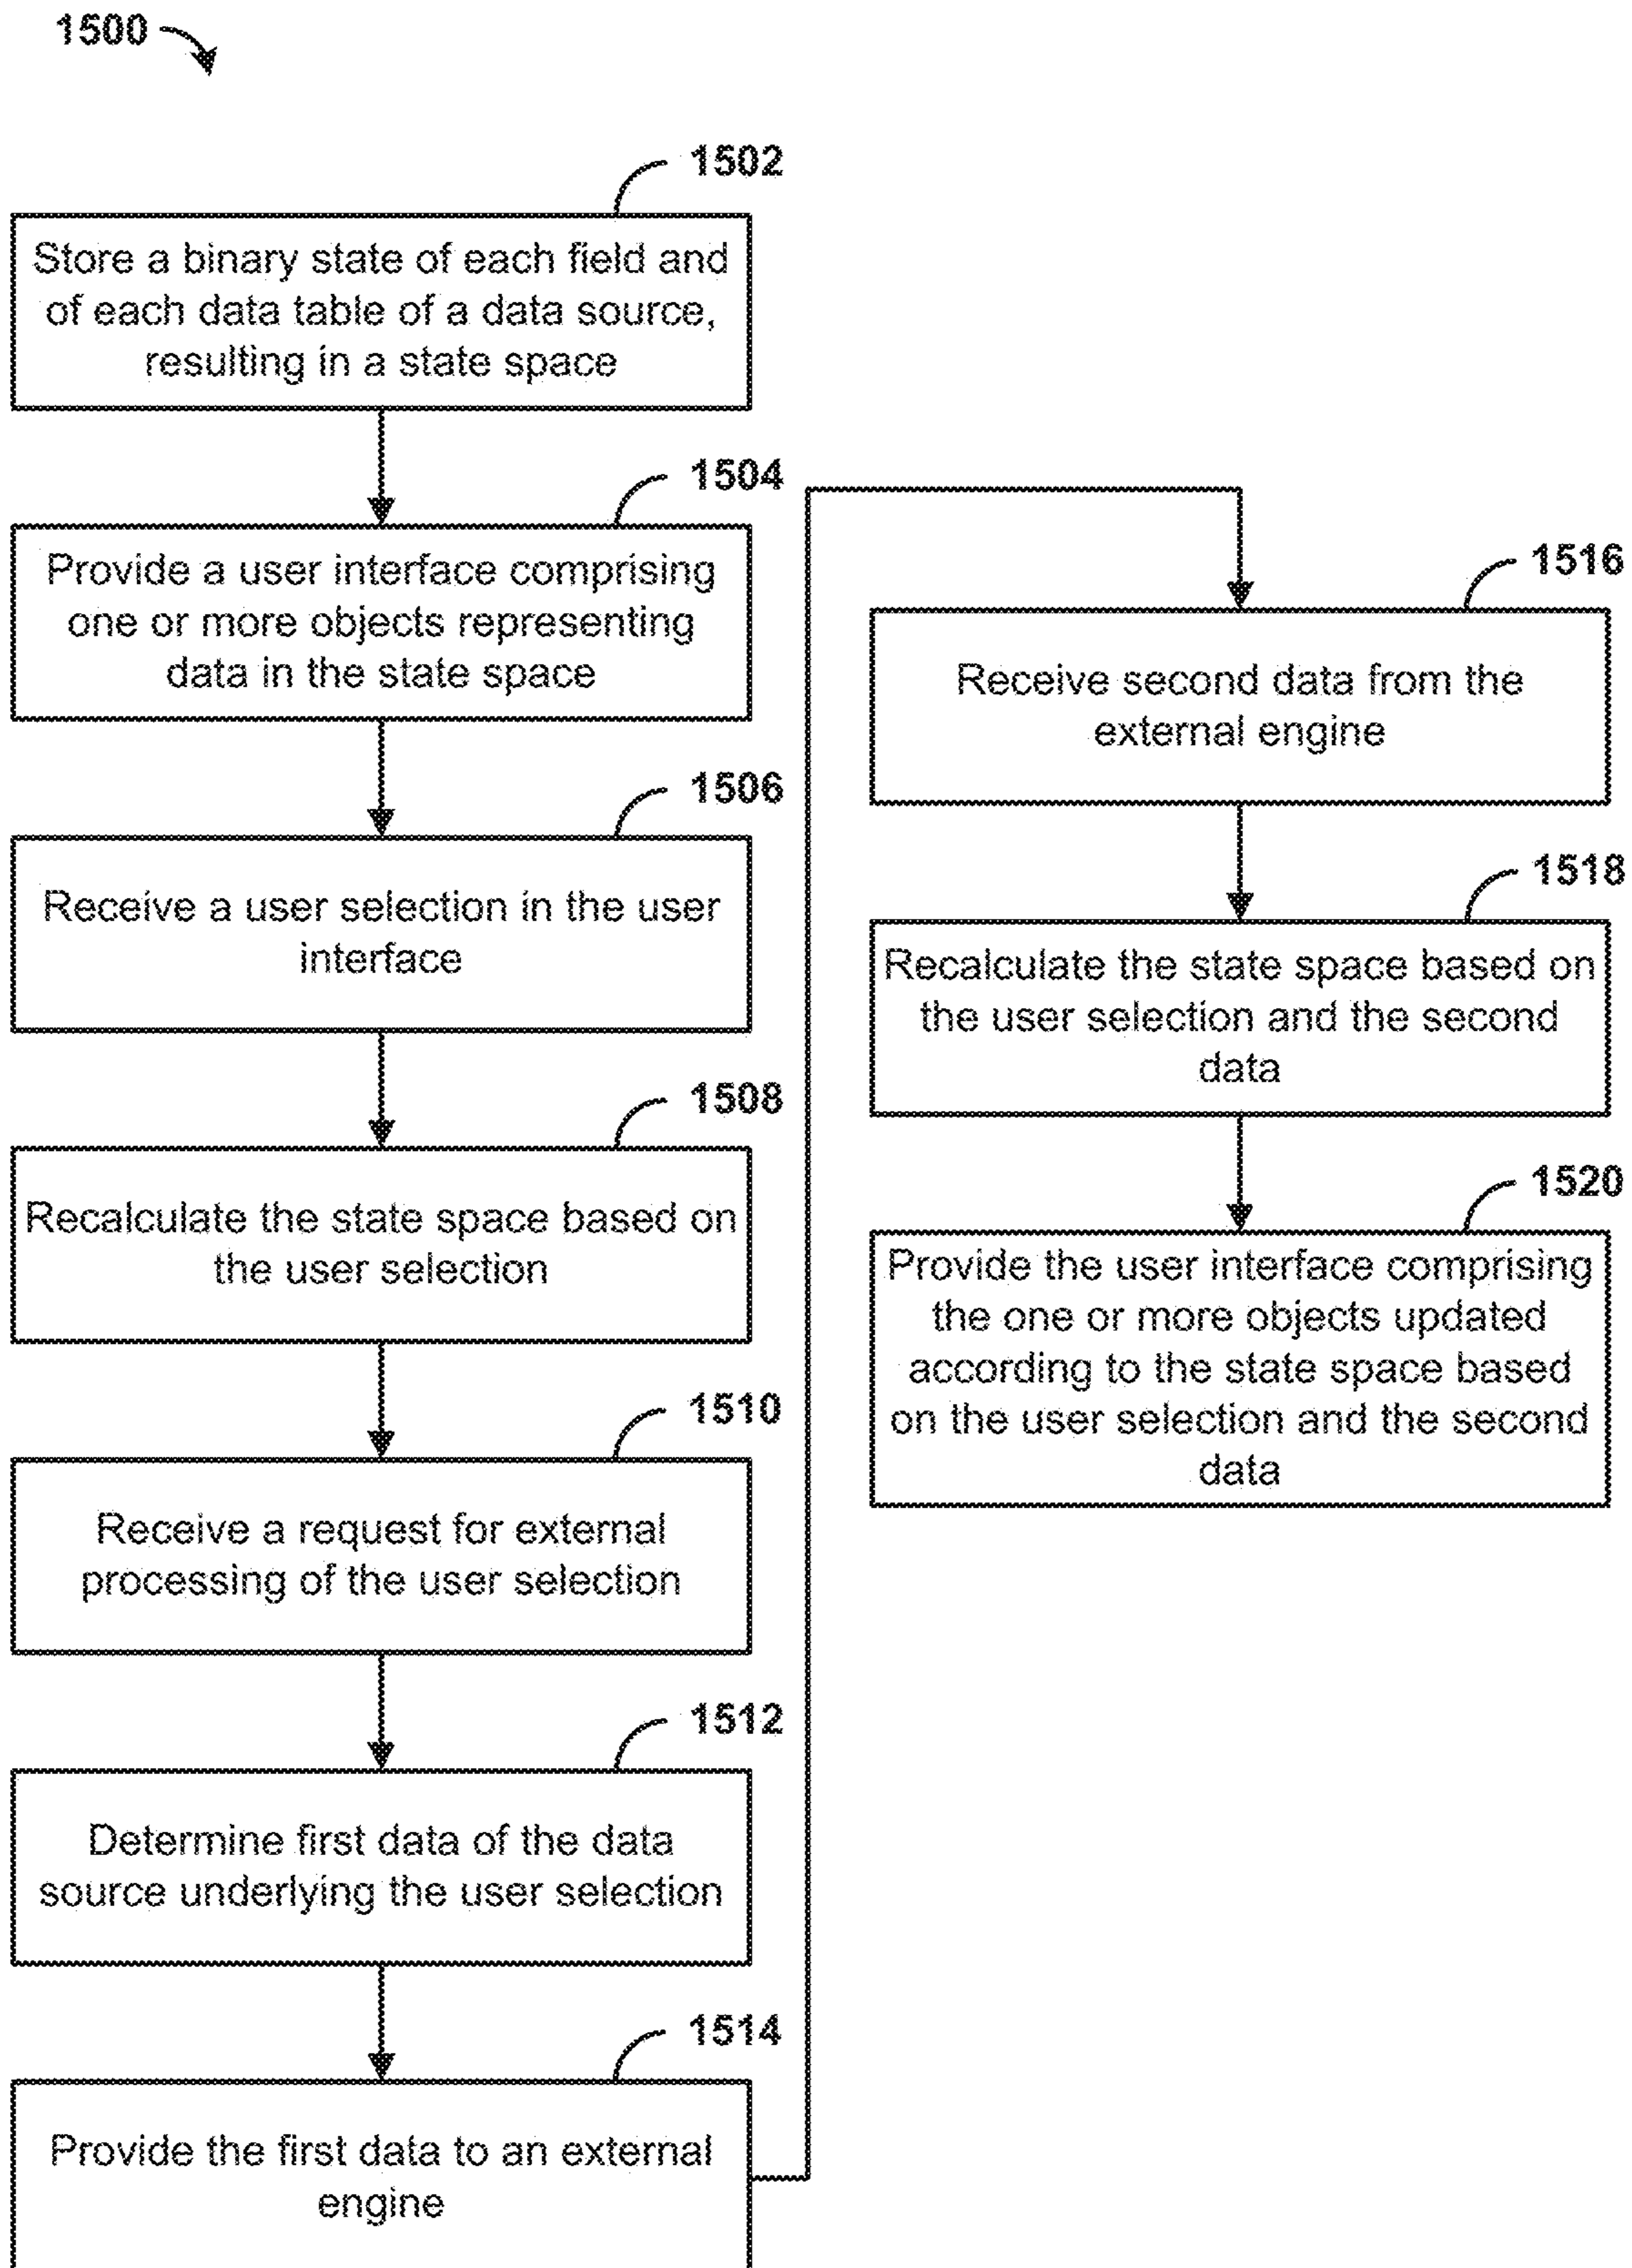 1500
1502
Store a binary state of each field and
of each data table of a data source,
resulting in a state space
1504
Provide a user interface comprising
one or more objects representing
data in the state space
1506
Receive a user selection in the user
interface
1508
Recalculate the state space based on
the user selection
1510
Receive a request for external
processing of the user selection
1512
Determine first data of the data
source underlying the user selection
1514
Provide the first data to an external
engine
1516
Receive second data from the
external engine
1518
Recalculate the state space based on
the user selection and the second
data
1520
Provide the user interface comprising
the one or more objects updated
according to the state space based
on the user selection and the second
data